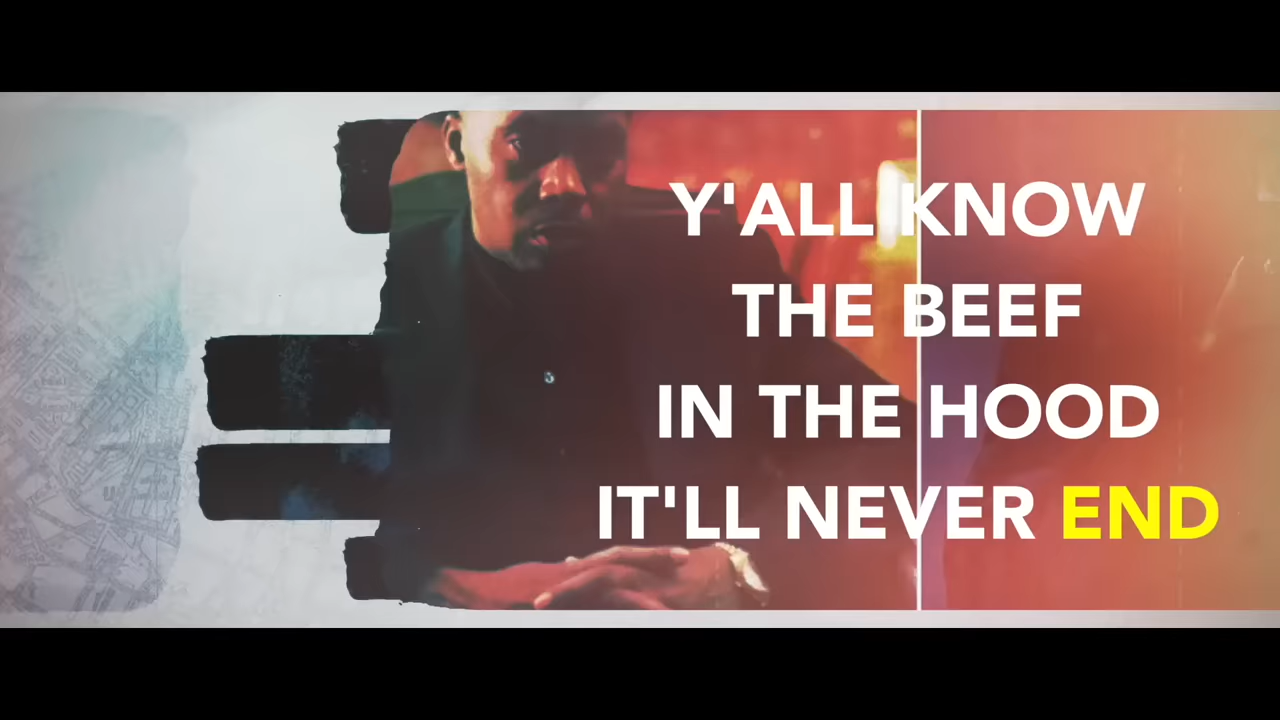 Y'ALL KNOW
THE BEEF
IN THE HOOD
IT'LL NEVER END